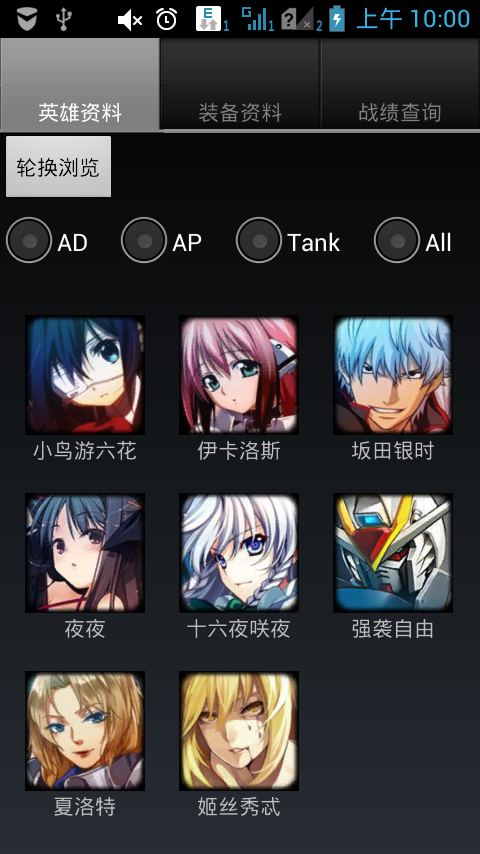 E 1 G 1 ? 2 上午 10:00
英雄资料 装备资料 战绩查询
轮换浏览
AD AP Tank All
小鸟游六花 伊卡洛斯 坂田银时
夜夜 十六夜咲夜 强袭自由
夏洛特 姬丝秀忒